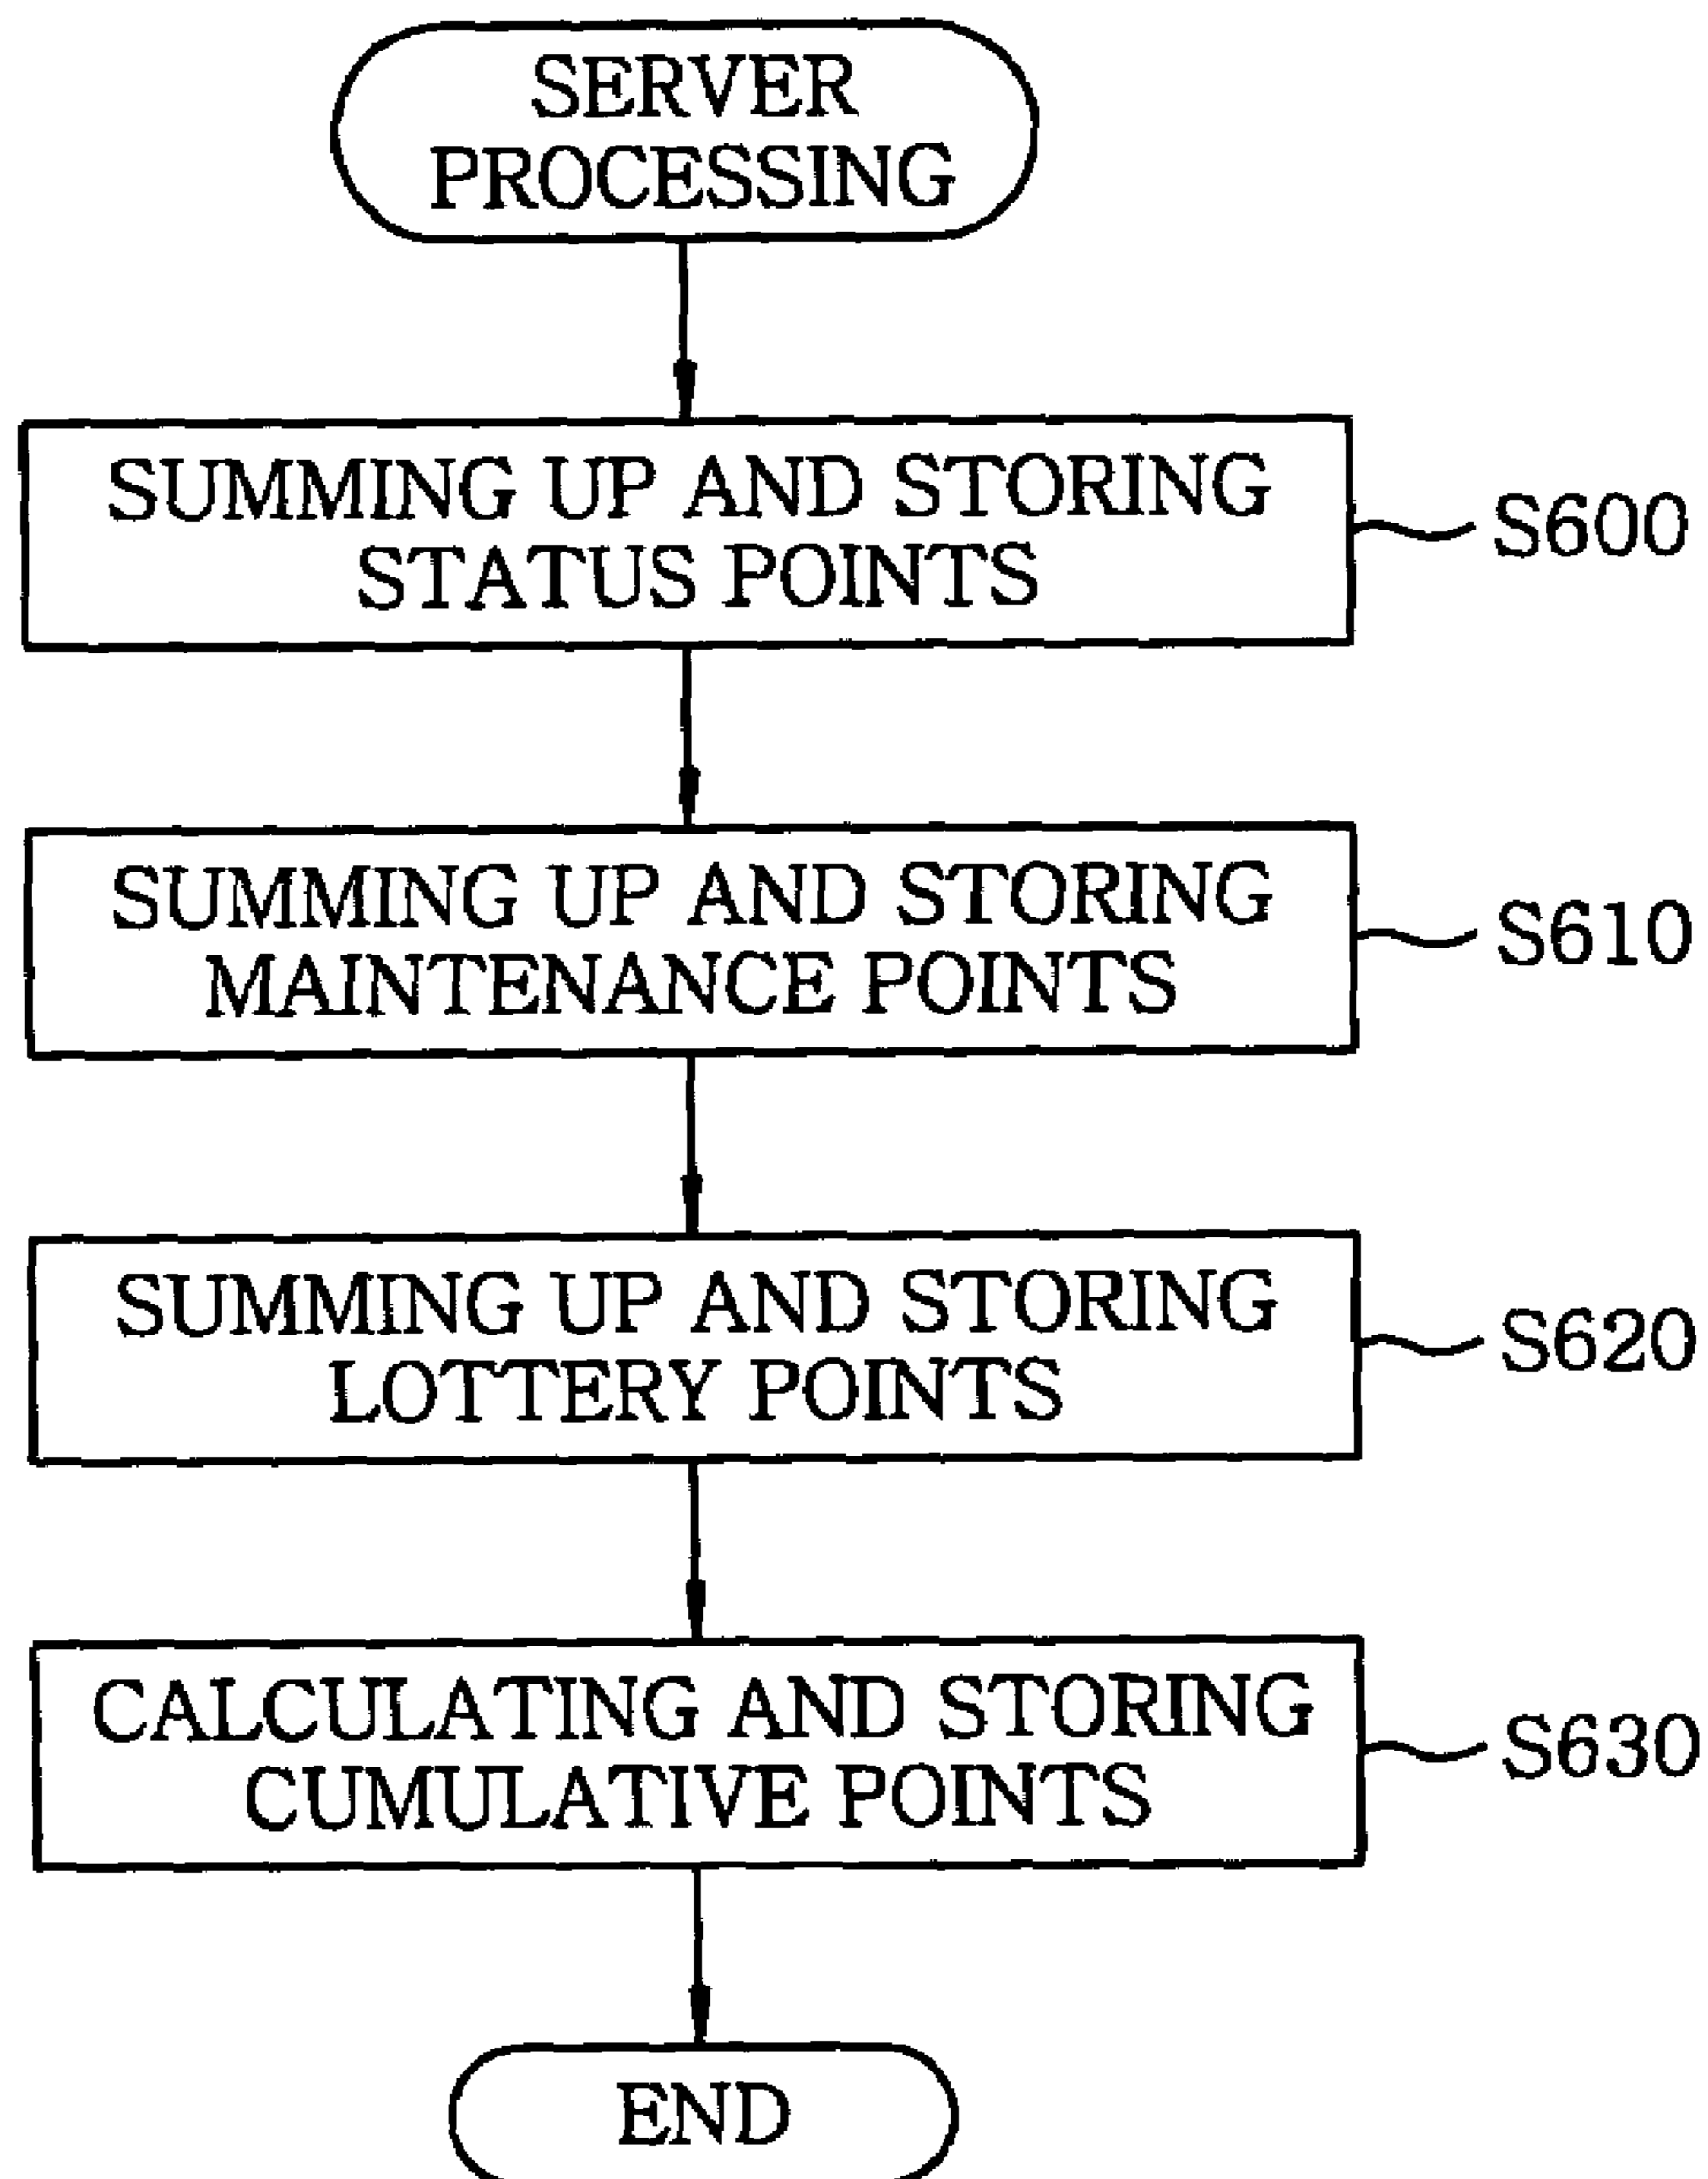 SERVER
PROCESSING
SUMMING UP AND STORING
STATUS POINTS
S600
SUMMING UP AND STORING
MAINTENANCE POINTS
S610
SUMMING UP AND STORING
LOTTERY POINTS
S620
CALCULATING AND STORING
CUMULATIVE POINTS
S630
END